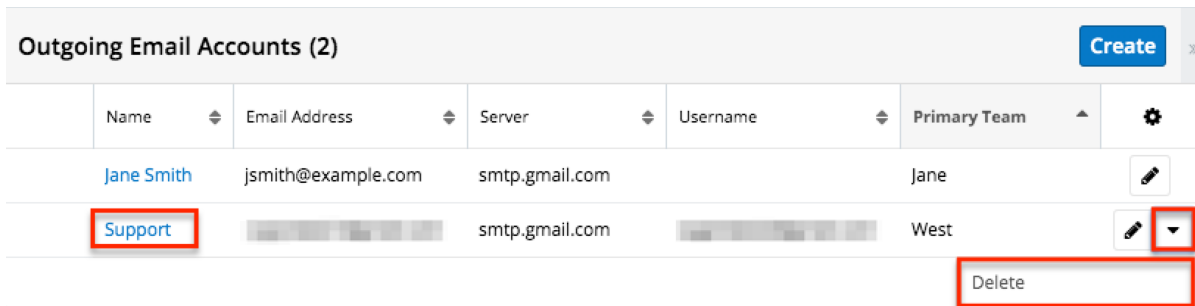 Outgoing Email Accounts (2) Create
Name Email Address Server Username Primary Team
Jane Smith jsmith@example.com smtp.gmail.com Jane
Support smtp.gmail.com West
Delete